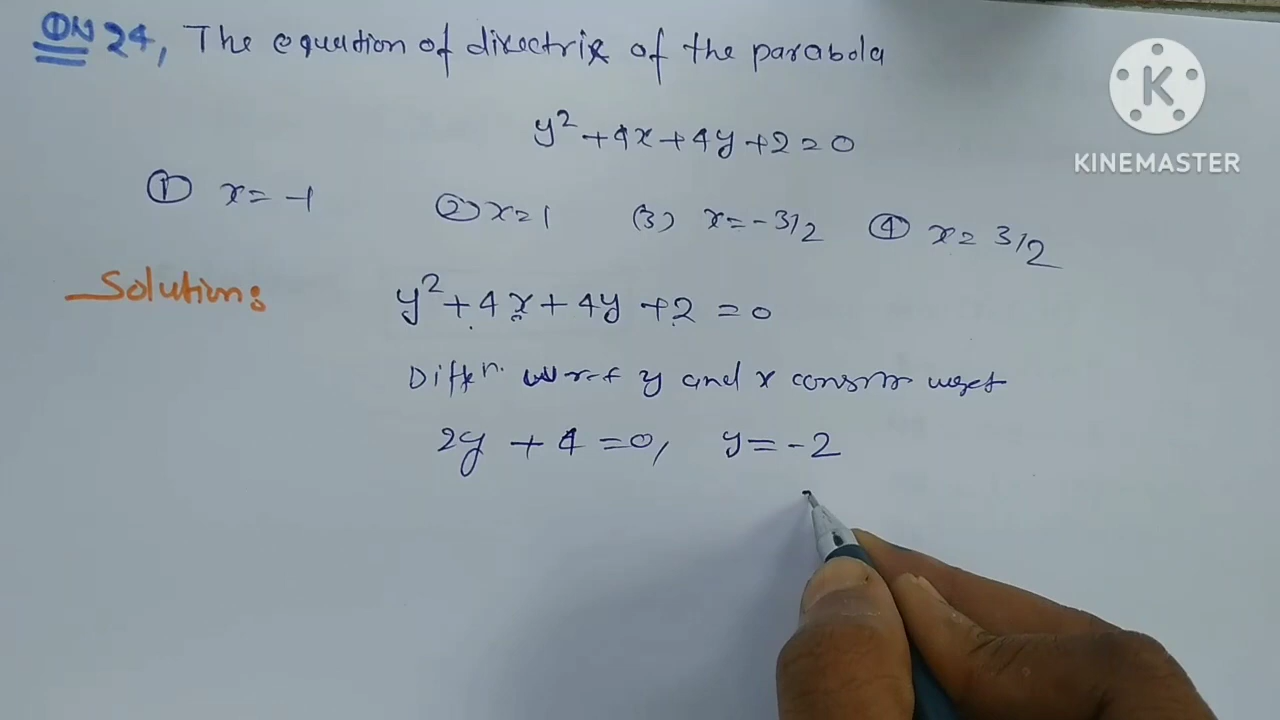 QN 24, The equation of directrix of the parabola
K
KINEMASTER
y² + 4x + 4y + 2 = 0
① x = -1 ② x = 1 (3) x = -3/2 ④ x = 3/2
Solution:
y² + 4x + 4y + 2 = 0
Diffⁿ. w.r.t y and x const
2y + 4 = 0, y = -2